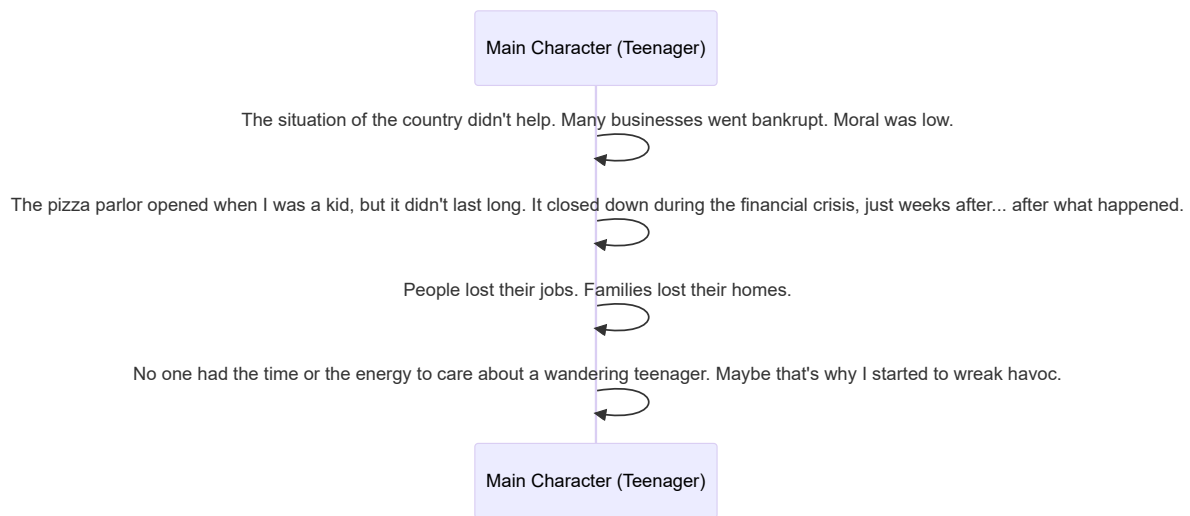 Main Character (Teenager)
The situation of the country didn't help. Many businesses went bankrupt. Moral was low.
The pizza parlor opened when I was a kid, but it didn't last long. It closed down during the financial crisis, just weeks after... after what happened.
People lost their jobs. Families lost their homes.
No one had the time or the energy to care about a wandering teenager. Maybe that's why I started to wreak havoc.
Main Character (Teenager)